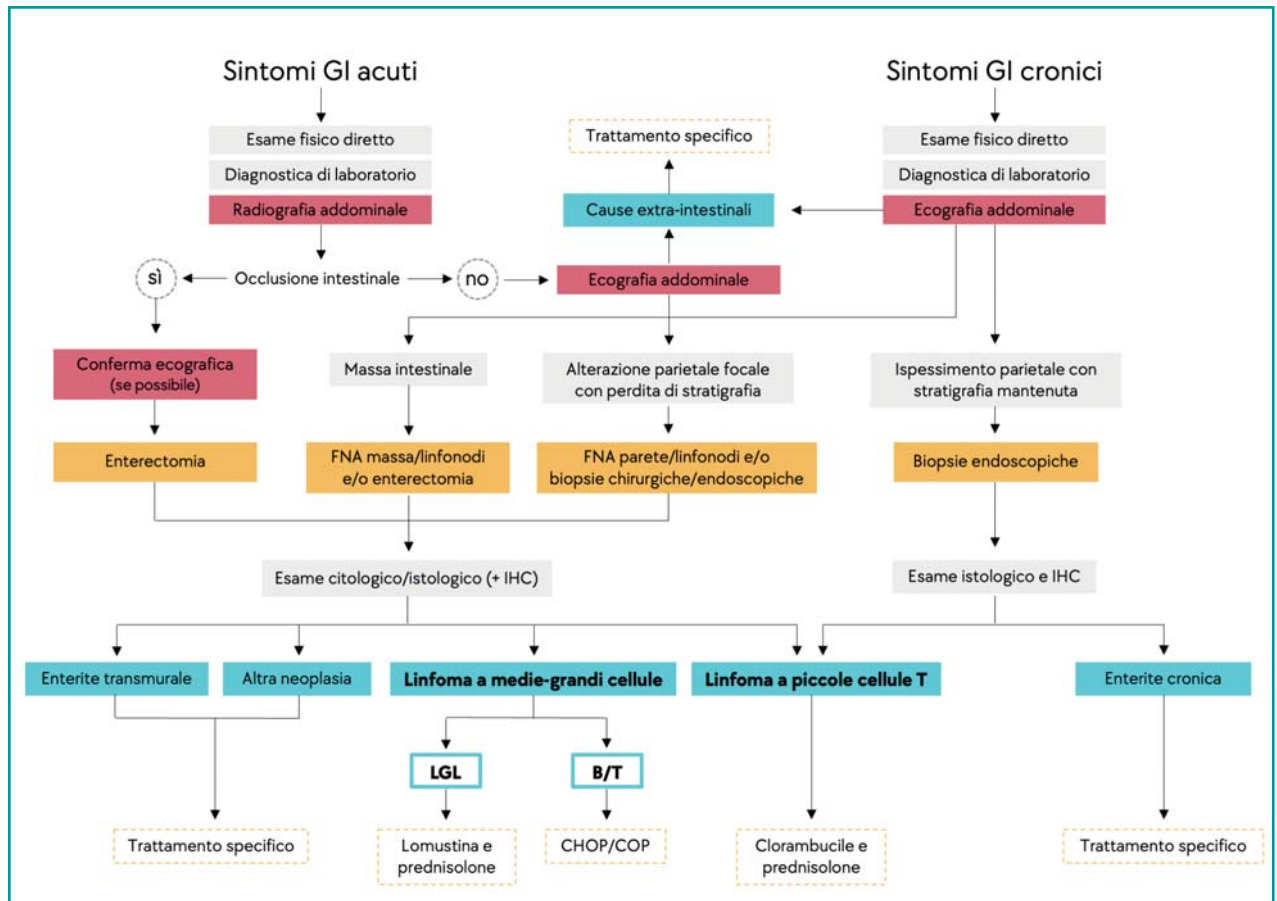 Sintomi GI acuti
Sintomi GI cronici
Esame fisico diretto
Diagnostica di laboratorio
Radiografia addominale
Trattamento specifico
Cause extra-intestinali
Esame fisico diretto
Diagnostica di laboratorio
Ecografia addominale
sì
Occlusione intestinale
no
Ecografia addominale
Conferma ecografica
(se possibile)
Massa intestinale
Alterazione parietale focale
con perdita di stratigrafia
Ispessimento parietale con
stratigrafia mantenuta
Enterectomia
FNA massa/linfonodi
e/o enterectomia
FNA parete/linfonodi e/o
biopsie chirurgiche/endoscopiche
Biopsie endoscopiche
Esame citologico/istologico (+ IHC)
Esame istologico e IHC
Enterite transmurale
Altra neoplasia
Linfoma a medie-grandi cellule
Linfoma a piccole cellule T
Enterite cronica
LGL
B/T
Trattamento specifico
Lomustina e
prednisolone
CHOP/COP
Clorambucile e
prednisolone
Trattamento specifico